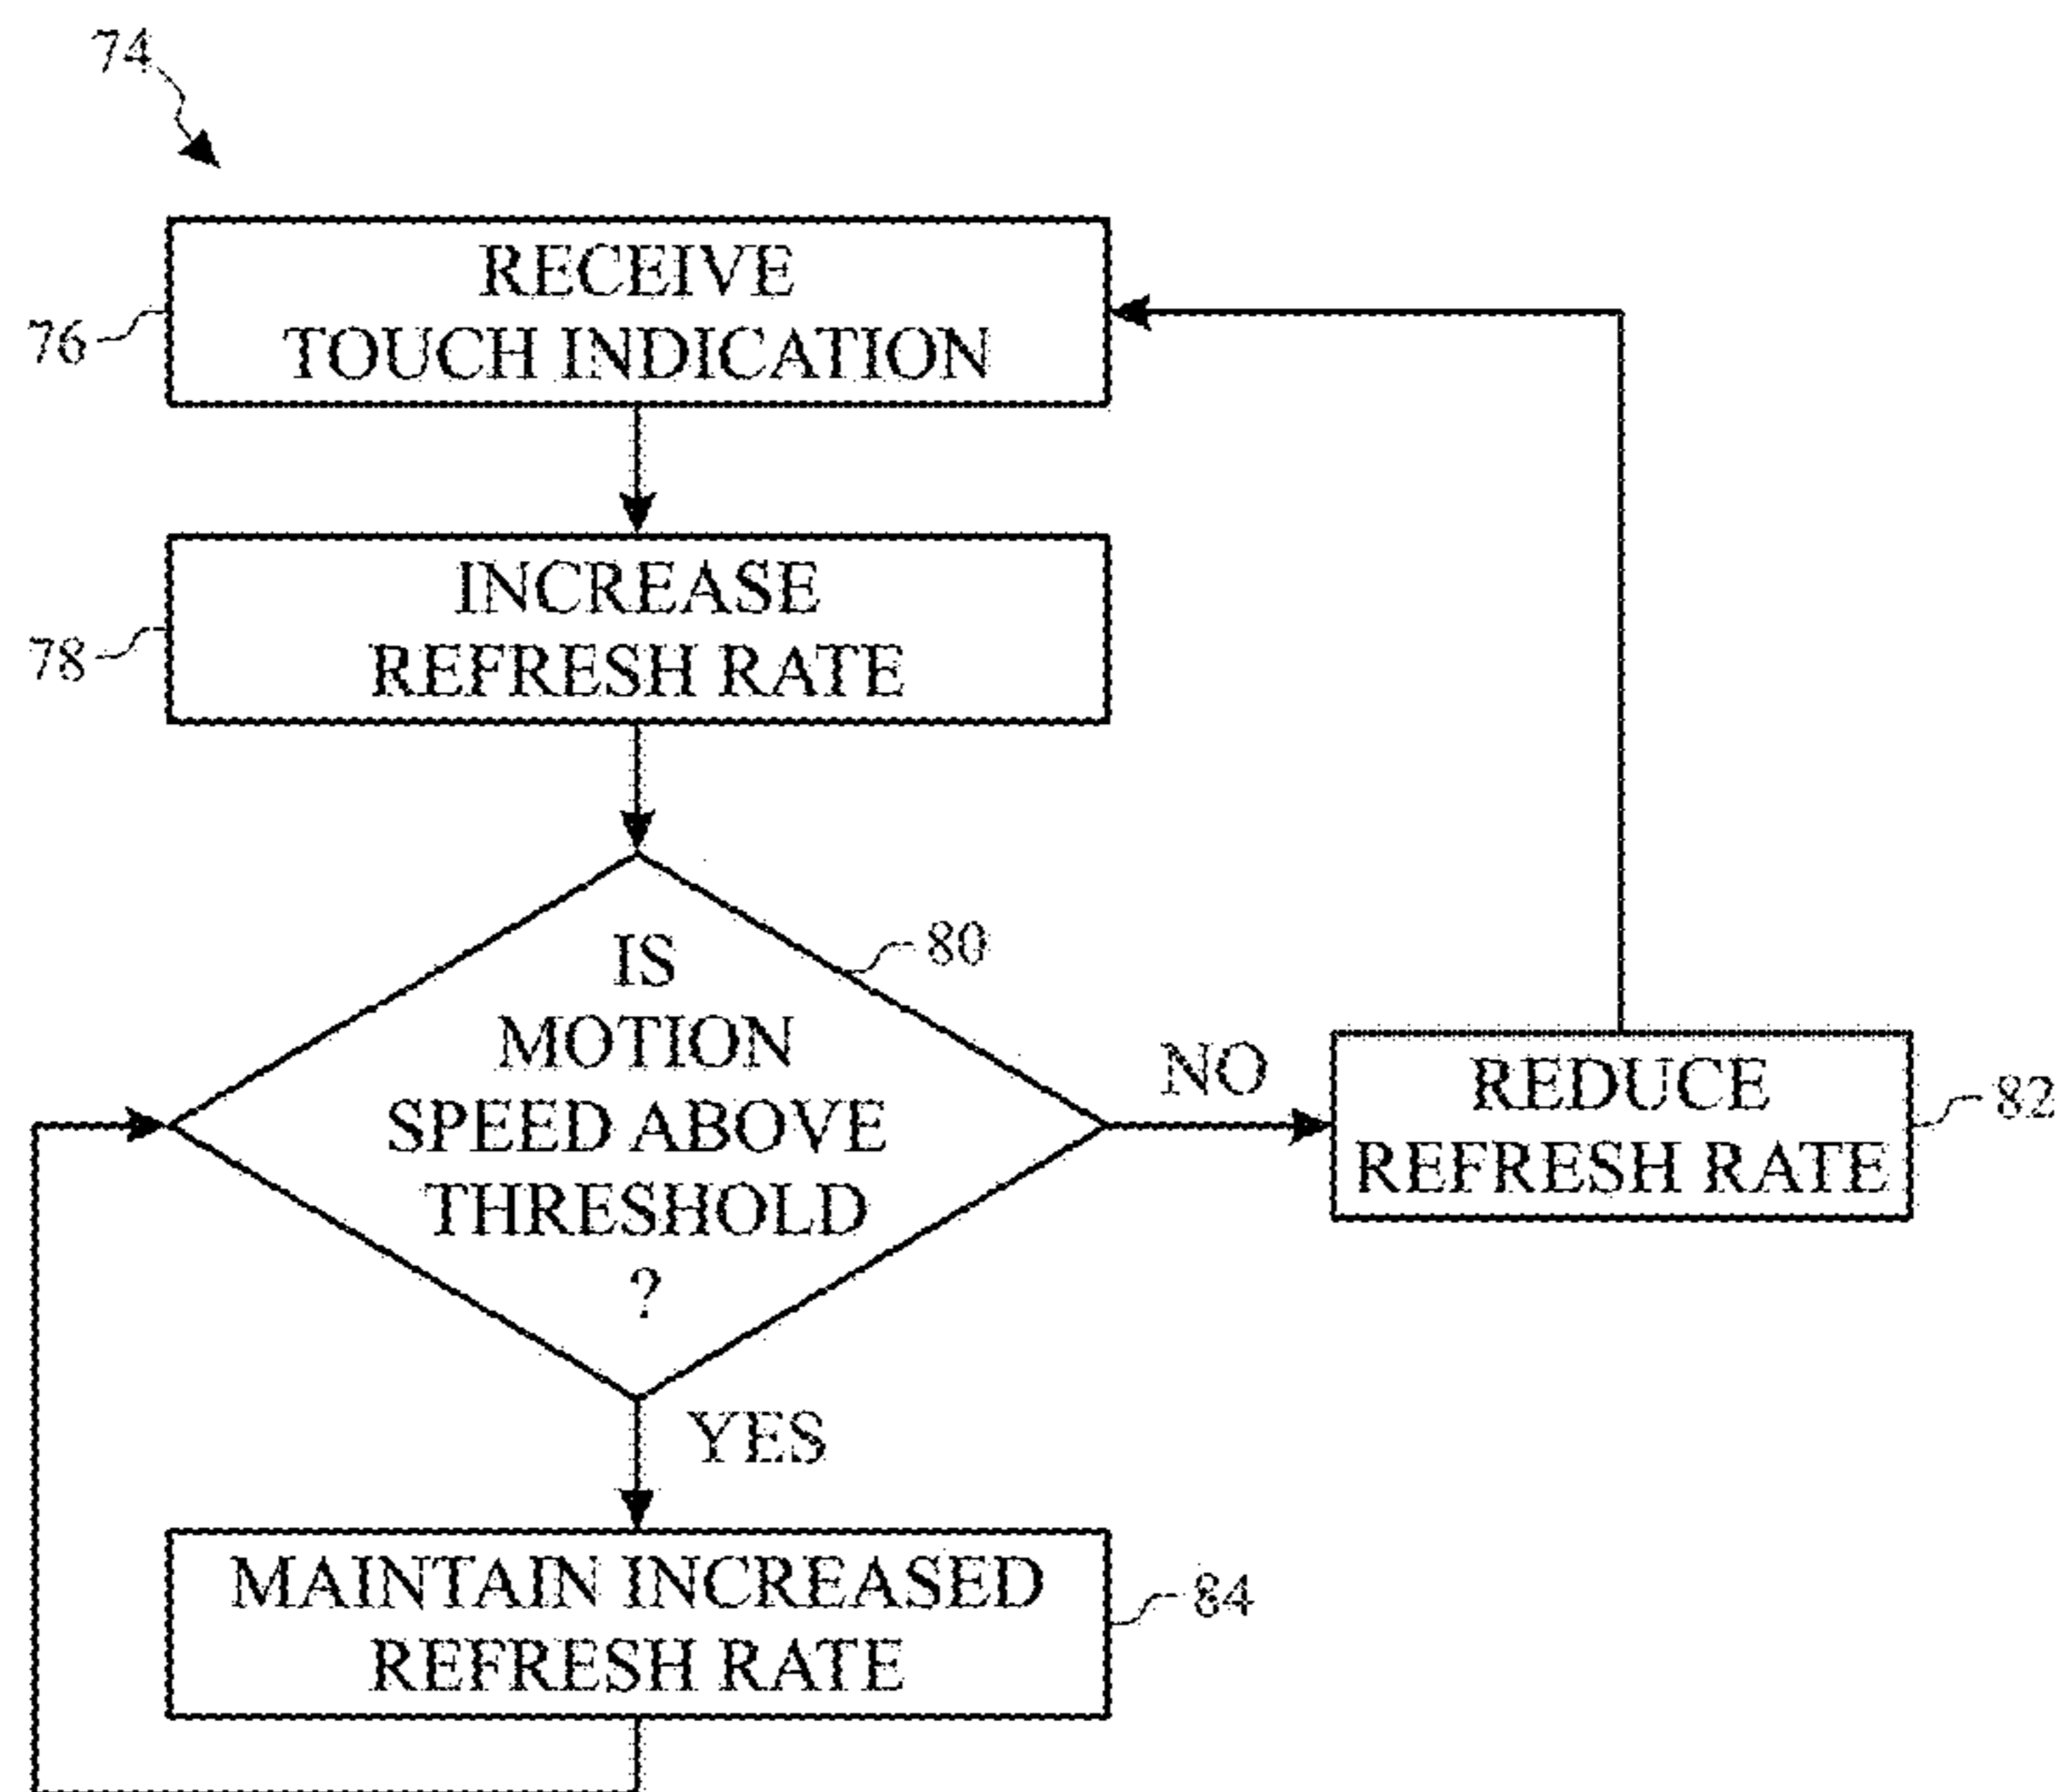 74
RECEIVE
TOUCH INDICATION
76
INCREASE
REFRESH RATE
78
IS
MOTION
SPEED ABOVE
THRESHOLD
?
80
NO
REDUCE
REFRESH RATE
82
YES
MAINTAIN INCREASED
REFRESH RATE
84